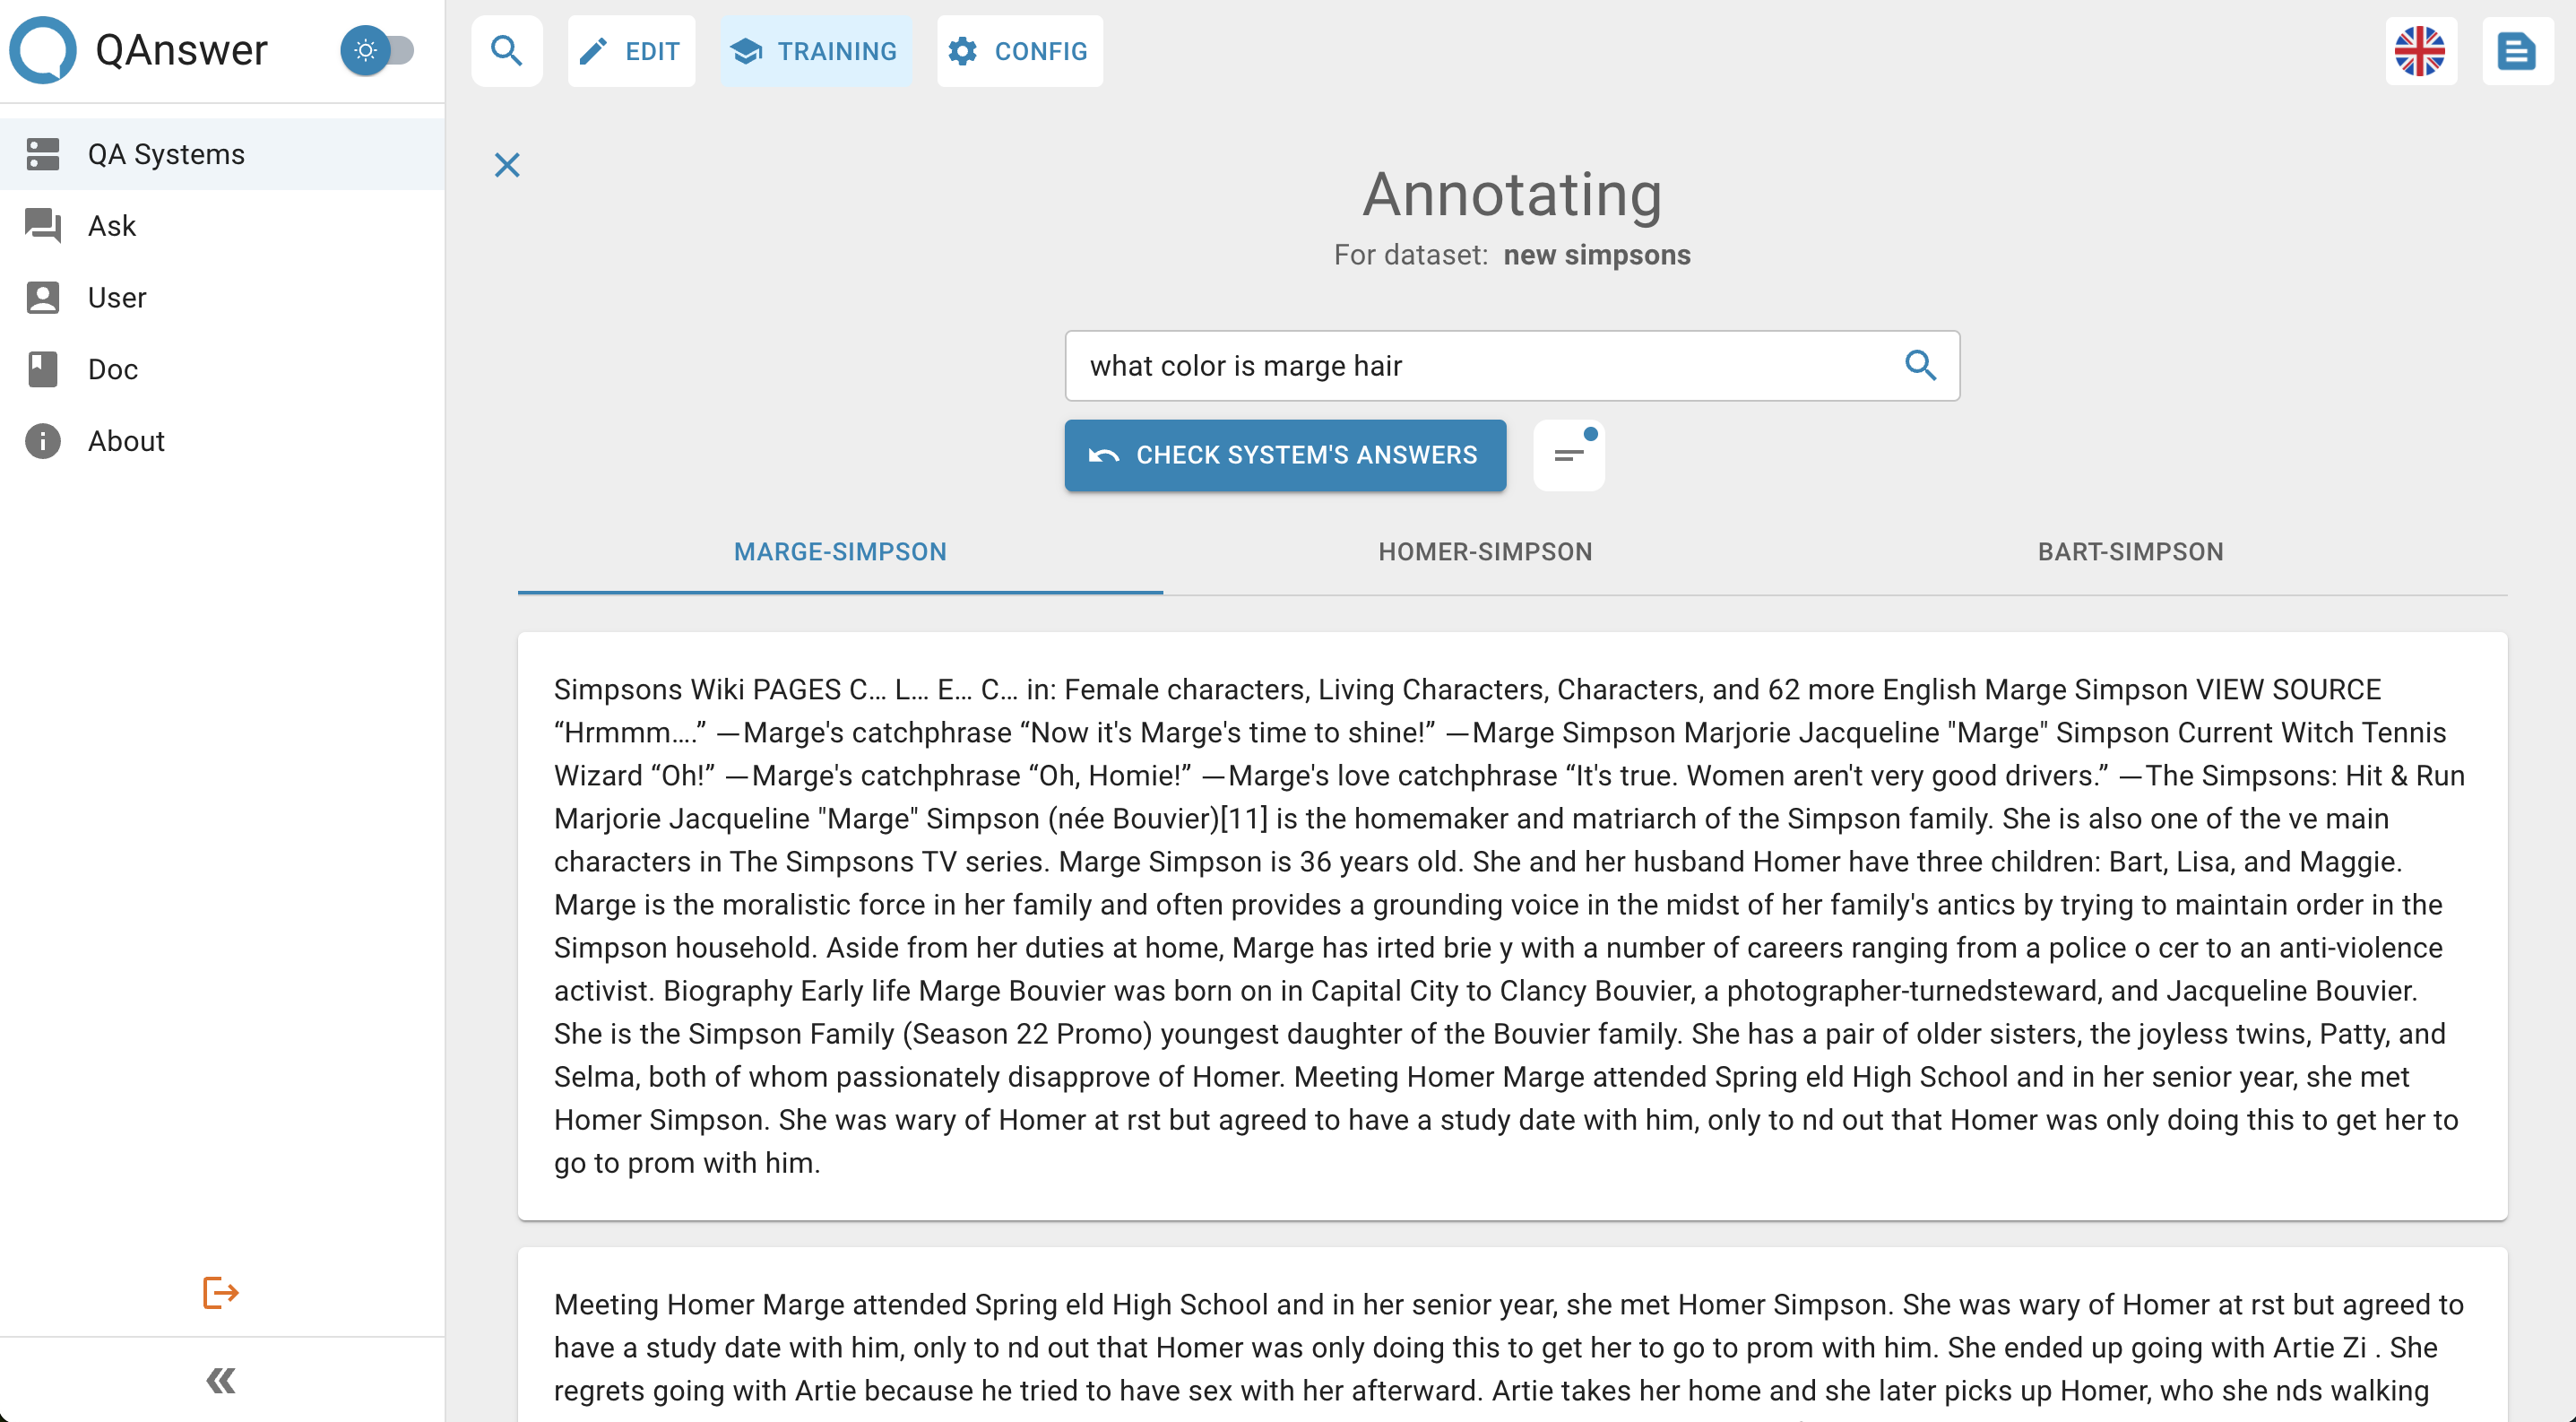 QAnswer
EDIT
TRAINING
CONFIG
QA Systems
Ask
User
Doc
About
Annotating
For dataset: new simpsons
what color is marge hair
CHECK SYSTEM'S ANSWERS
MARGE-SIMPSON
HOMER-SIMPSON
BART-SIMPSON
Simpsons Wiki PAGES C… L… E… C… in: Female characters, Living Characters, Characters, and 62 more English Marge Simpson VIEW SOURCE
“Hrmmm….” —Marge's catchphrase “Now it's Marge's time to shine!” —Marge Simpson Marjorie Jacqueline "Marge" Simpson Current Witch Tennis
Wizard “Oh!” —Marge's catchphrase “Oh, Homie!” —Marge's love catchphrase “It's true. Women aren't very good drivers.” —The Simpsons: Hit & Run
Marjorie Jacqueline "Marge" Simpson (née Bouvier)[11] is the homemaker and matriarch of the Simpson family. She is also one of the ve main
characters in The Simpsons TV series. Marge Simpson is 36 years old. She and her husband Homer have three children: Bart, Lisa, and Maggie.
Marge is the moralistic force in her family and often provides a grounding voice in the midst of her family's antics by trying to maintain order in the
Simpson household. Aside from her duties at home, Marge has irted brie y with a number of careers ranging from a police o cer to an anti-violence
activist. Biography Early life Marge Bouvier was born on in Capital City to Clancy Bouvier, a photographer-turnedsteward, and Jacqueline Bouvier.
She is the Simpson Family (Season 22 Promo) youngest daughter of the Bouvier family. She has a pair of older sisters, the joyless twins, Patty, and
Selma, both of whom passionately disapprove of Homer. Meeting Homer Marge attended Spring eld High School and in her senior year, she met
Homer Simpson. She was wary of Homer at rst but agreed to have a study date with him, only to nd out that Homer was only doing this to get her to
go to prom with him.
Meeting Homer Marge attended Spring eld High School and in her senior year, she met Homer Simpson. She was wary of Homer at rst but agreed to
have a study date with him, only to nd out that Homer was only doing this to get her to go to prom with him. She ended up going with Artie Zi . She
regrets going with Artie because he tried to have sex with her afterward. Artie takes her home and she later picks up Homer, who she nds walking